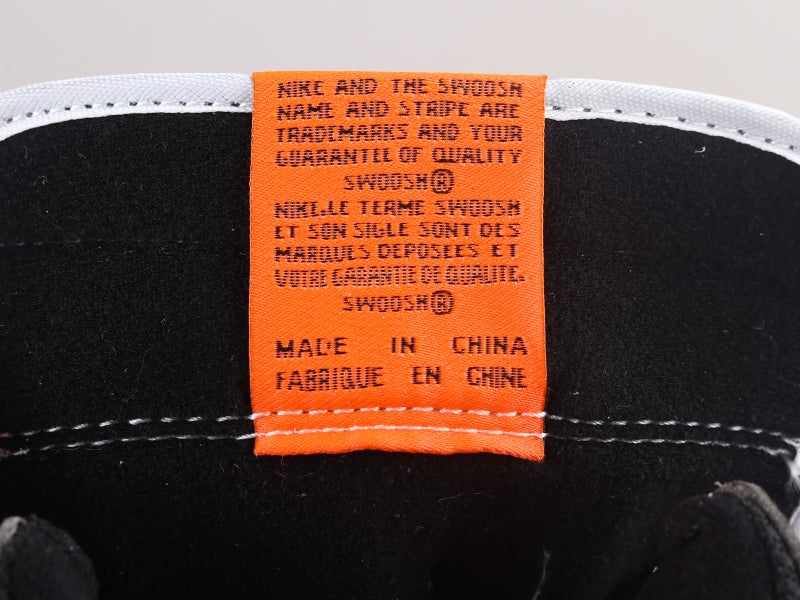 NIKE AND THE SWOOSH
NAME AND STRIPE ARE
TRADEMARKS AND YOUR
GUARANTEE OF QUALITY
SWOOSH®
NIKE.LE TERME SWOOSH
ET SON SIGLE SONT DES
MARQUES DEPOSEES ET
VOTRE GARANTIE DE QUALITE.
SWOOSH®
MADE IN CHINA
FABRIQUE EN CHINE